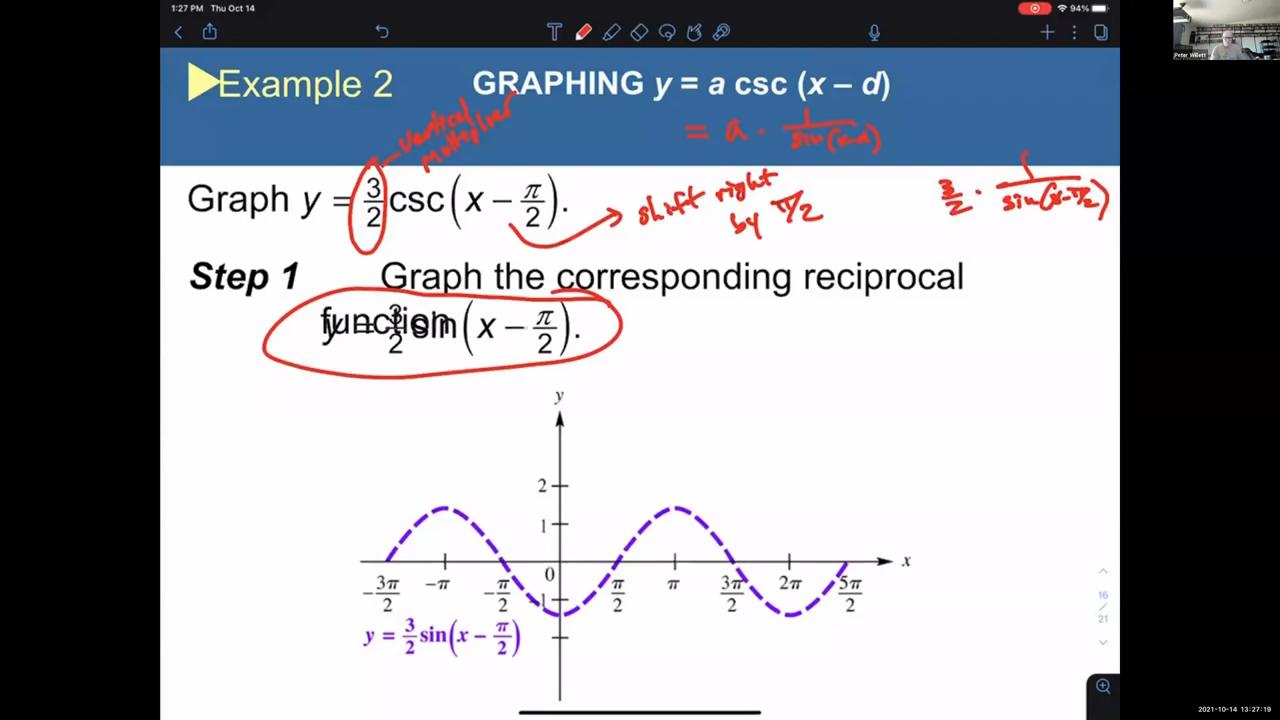 1:27 PM Thu Oct 14
94%
Peter Willett
Example 2 GRAPHING y = a csc (x – d)
vertical
multiplier
= a · 1/sin(x-d)
Graph y = 3/2 csc(x − π/2).
shift right
by π/2
3/2 · 1/sin(x-π/2)
Step 1 Graph the corresponding reciprocal
function
y = 3/2 sin(x − π/2).
y
2
1
0
-1
x
-3π/2 -π -π/2 π/2 π 3π/2 2π 5π/2
y = 3/2 sin(x − π/2)
16
/
21
2021-10-14 13:27:19